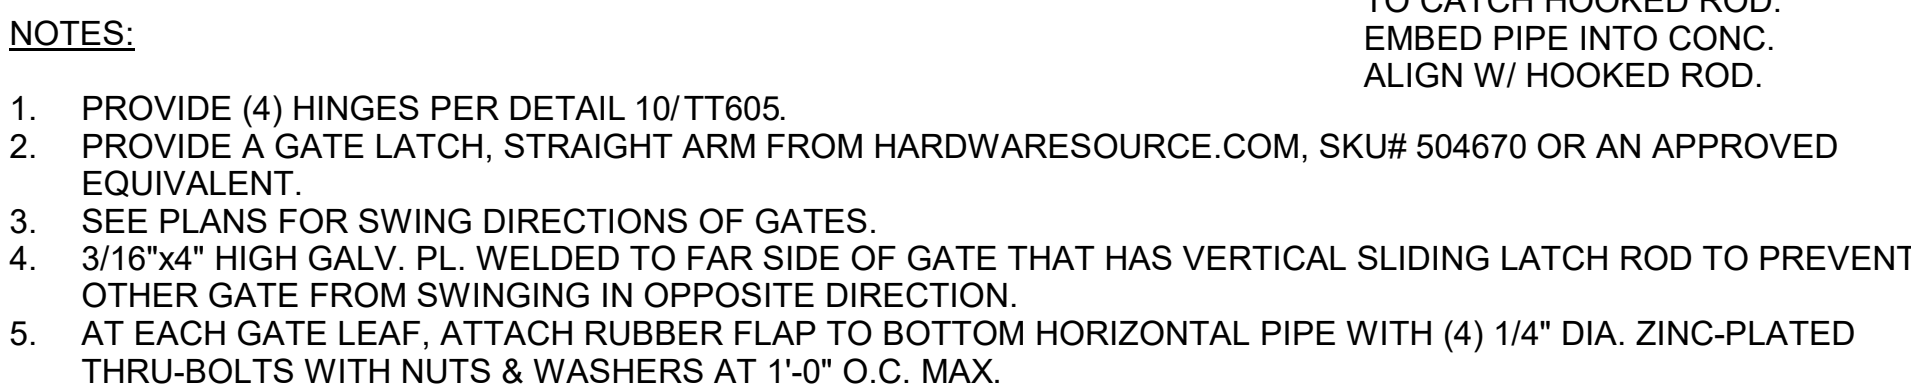 TO CATCH HOOKED ROD.
EMBED PIPE INTO CONC.
ALIGN W/ HOOKED ROD.
NOTES:
1. PROVIDE (4) HINGES PER DETAIL 10/TT605.
2. PROVIDE A GATE LATCH, STRAIGHT ARM FROM HARDWARESOURCE.COM, SKU# 504670 OR AN APPROVED
EQUIVALENT.
3. SEE PLANS FOR SWING DIRECTIONS OF GATES.
4. 3/16"x4" HIGH GALV. PL. WELDED TO FAR SIDE OF GATE THAT HAS VERTICAL SLIDING LATCH ROD TO PREVENT
OTHER GATE FROM SWINGING IN OPPOSITE DIRECTION.
5. AT EACH GATE LEAF, ATTACH RUBBER FLAP TO BOTTOM HORIZONTAL PIPE WITH (4) 1/4" DIA. ZINC-PLATED
THRU-BOLTS WITH NUTS & WASHERS AT 1'-0" O.C. MAX.